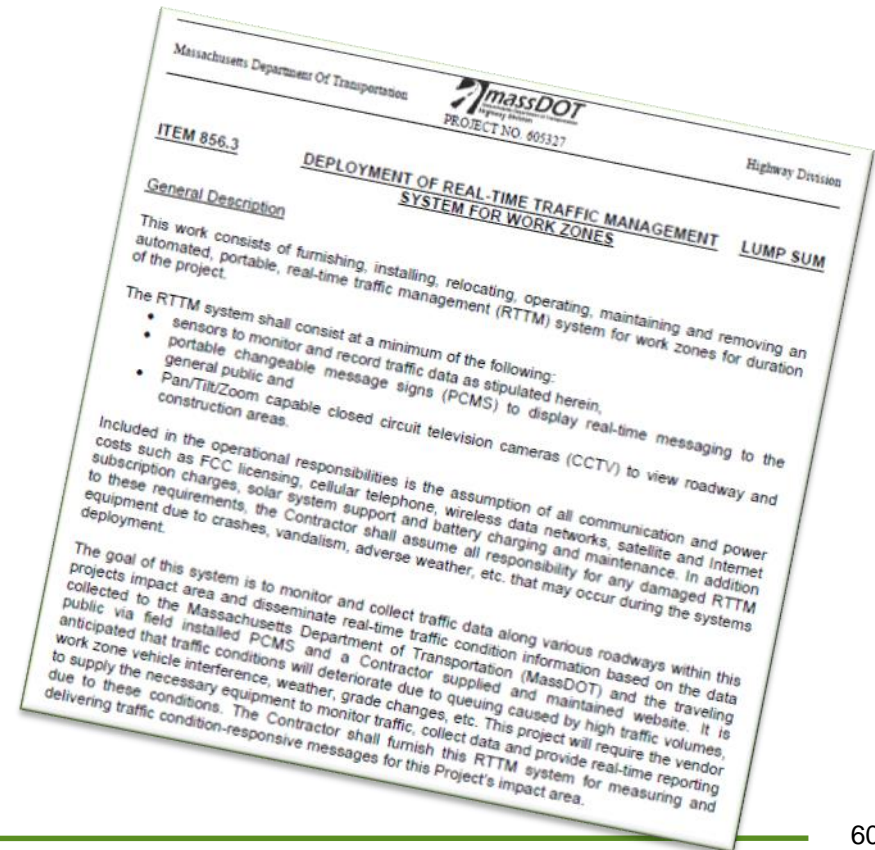 Massachusetts Department Of Transportation
massDOT
Highway Division
PROJECT NO. 605327
Highway Division
ITEM 856.3
DEPLOYMENT OF REAL-TIME TRAFFIC MANAGEMENT
SYSTEM FOR WORK ZONES
LUMP SUM
General Description
This work consists of furnishing, installing, relocating, operating, maintaining and removing an
automated, portable, real-time traffic management (RTTM) system for work zones for duration
of the project.
The RTTM system shall consist at a minimum of the following:
• sensors to monitor and record traffic data as stipulated herein,
• portable changeable message signs (PCMS) to display real-time messaging to the
general public and
• Pan/Tilt/Zoom capable closed circuit television cameras (CCTV) to view roadway and
construction areas.
Included in the operational responsibilities is the assumption of all communication and power
costs such as FCC licensing, cellular telephone, wireless data networks, satellite and Internet
subscription charges, solar system support and battery charging and maintenance. In addition
to these requirements, the Contractor shall assume all responsibility for any damaged RTTM
equipment due to crashes, vandalism, adverse weather, etc. that may occur during the systems
deployment.
The goal of this system is to monitor and collect traffic data along various roadways within this
projects impact area and disseminate real-time traffic condition information based on the data
collected to the Massachusetts Department of Transportation (MassDOT) and the traveling
public via field installed PCMS and a Contractor supplied and maintained website. It is
anticipated that traffic conditions will deteriorate due to queuing caused by high traffic volumes,
work zone vehicle interference, weather, grade changes, etc. This project will require the vendor
to supply the necessary equipment to monitor traffic, collect data and provide real-time reporting
due to these conditions. The Contractor shall furnish this RTTM system for measuring and
delivering traffic condition-responsive messages for this Project's impact area.
60